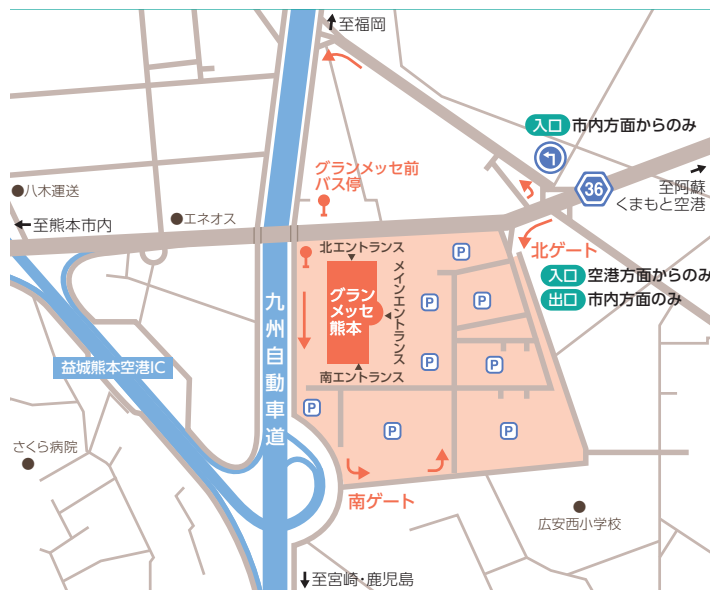 至福岡
入口 市内方面からのみ
グランメッセ前
バス停
36
八木運送
至阿蘇
くまもと空港
エネオス
至熊本市内
北エントランス
北ゲート
P
メインエントランス
入口 空港方面からのみ
出口 市内方面のみ
グラン
メッセ
熊本
P
P
九州自動車道
益城熊本空港IC
P
P
南エントランス
P
P
P
さくら病院
南ゲート
広安西小学校
至宮崎・鹿児島